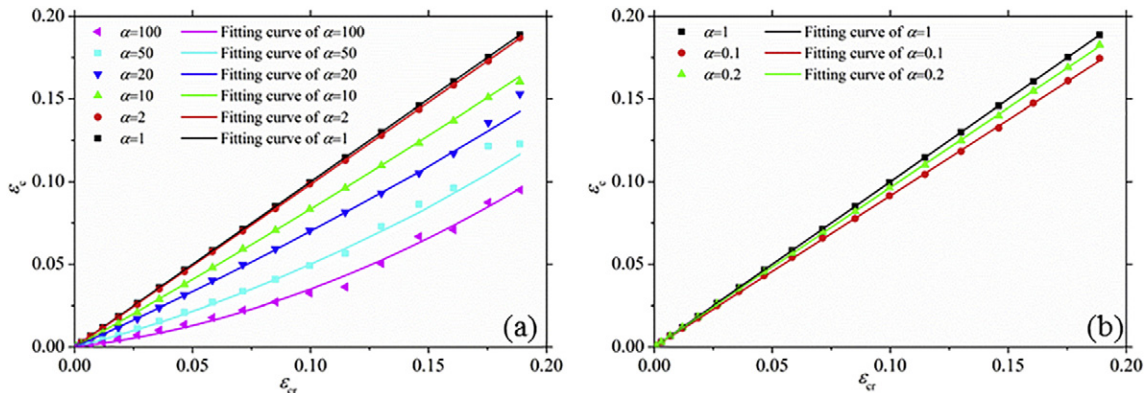 0.20
0.15
0.10
0.05
0.00
εc
α=100 Fitting curve of α=100
α=50 Fitting curve of α=50
α=20 Fitting curve of α=20
α=10 Fitting curve of α=10
α=2 Fitting curve of α=2
α=1 Fitting curve of α=1
(a)
0.00 0.05 0.10 0.15 0.20
εcr
0.20
0.15
0.10
0.05
0.00
εc
α=1 Fitting curve of α=1
α=0.1 Fitting curve of α=0.1
α=0.2 Fitting curve of α=0.2
(b)
0.00 0.05 0.10 0.15 0.20
εcr